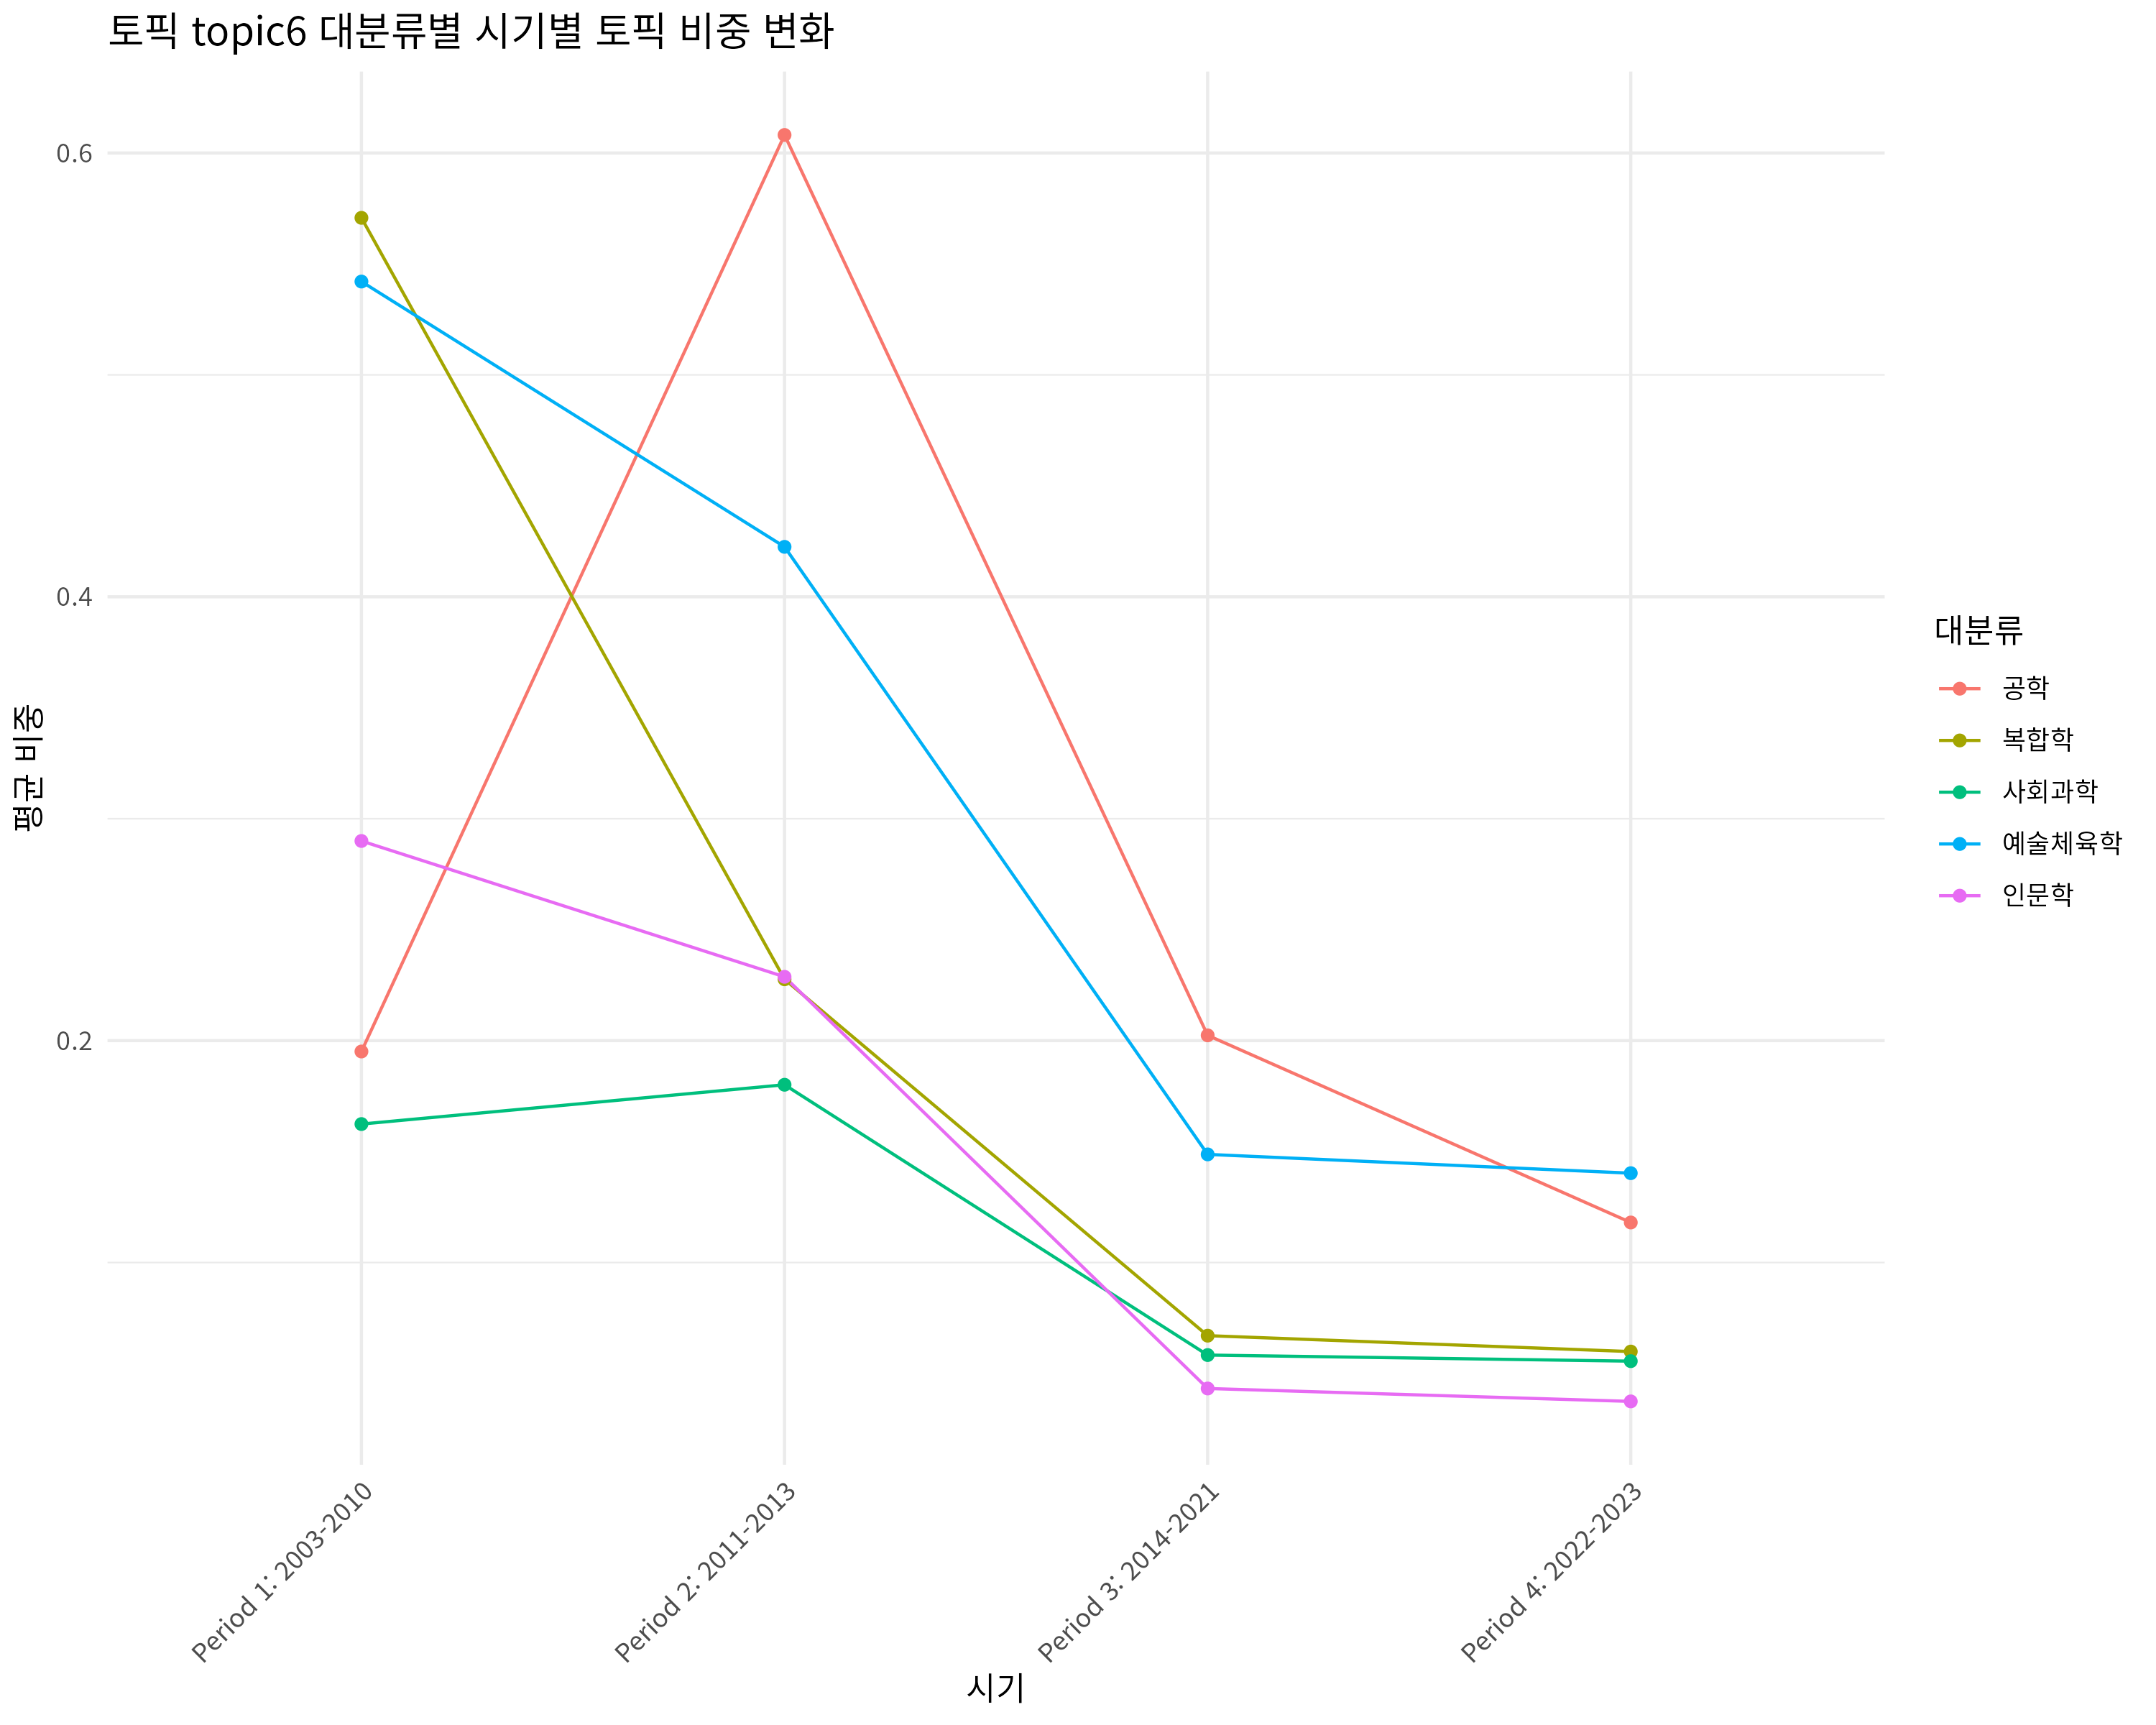 토픽 topic6 대분류별 시기별 토픽 비중 변화
평균 비중
0.6
0.4
0.2
Period 1: 2003-2010
Period 2: 2011-2013
Period 3: 2014-2021
Period 4: 2022-2023
시기
대분류
공학
복합학
사회과학
예술체육학
인문학